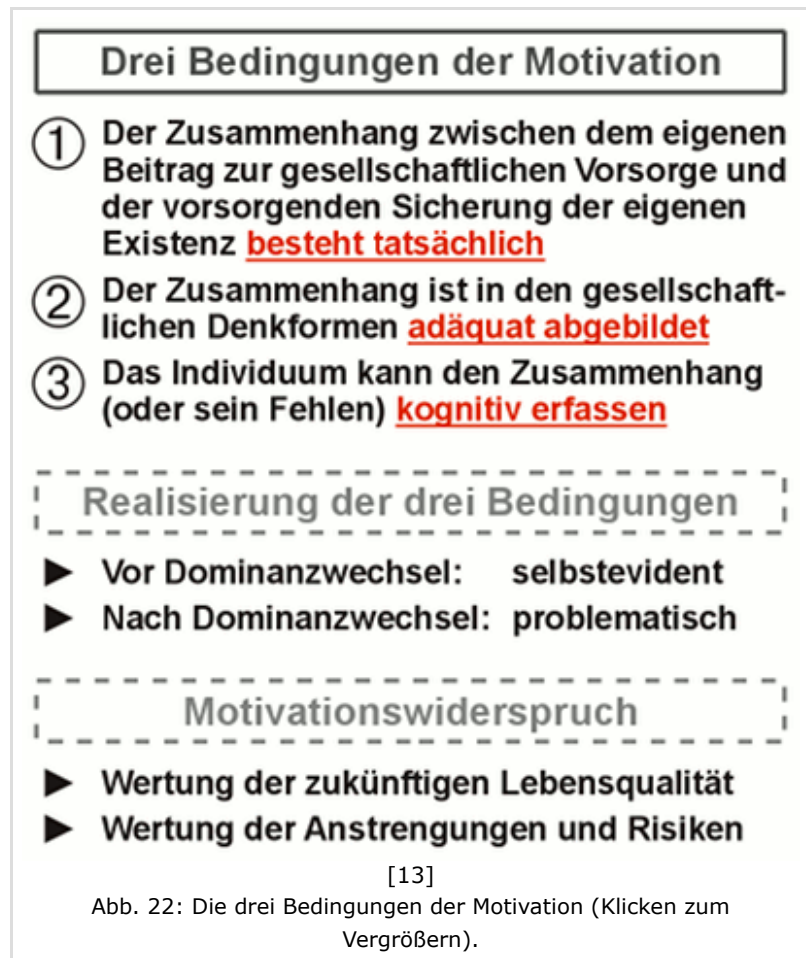 Drei Bedingungen der Motivation
① Der Zusammenhang zwischen dem eigenen
Beitrag zur gesellschaftlichen Vorsorge und
der vorsorgenden Sicherung der eigenen
Existenz besteht tatsächlich
② Der Zusammenhang ist in den gesellschaft-
lichen Denkformen adäquat abgebildet
③ Das Individuum kann den Zusammenhang
(oder sein Fehlen) kognitiv erfassen
Realisierung der drei Bedingungen
► Vor Dominanzwechsel: selbstevident
► Nach Dominanzwechsel: problematisch
Motivationswiderspruch
► Wertung der zukünftigen Lebensqualität
► Wertung der Anstrengungen und Risiken
[13]
Abb. 22: Die drei Bedingungen der Motivation (Klicken zum
Vergrößern).